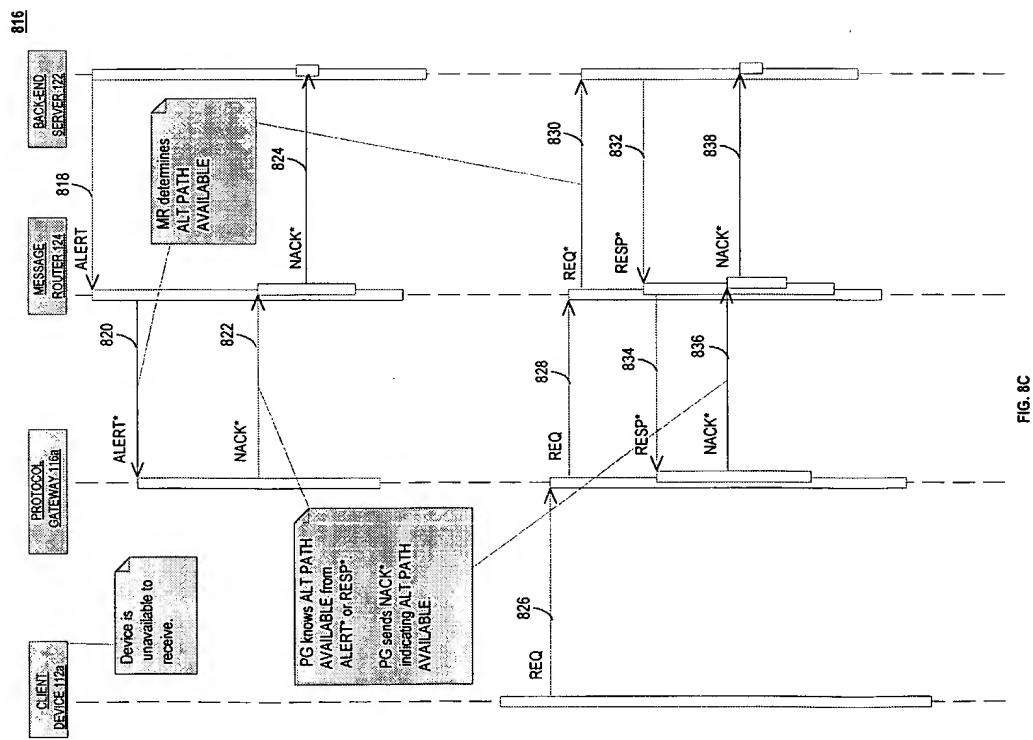 816
CLIENT
DEVICE 112a
PROTOCOL
GATEWAY 116a
MESSAGE
ROUTER 124
BACK-END
SERVER 122
Device is
unavailable to
receive.
ALERT
818
ALERT*
820
MR determines
ALT PATH
AVAILABLE
NACK*
822
NACK*
824
PG knows ALT PATH
AVAILABLE from
ALERT* or RESP*.
PG sends NACK*
indicating ALT PATH
AVAILABLE.
REQ
826
REQ
828
REQ*
830
RESP*
832
RESP*
834
NACK*
836
NACK*
838
FIG. 8C